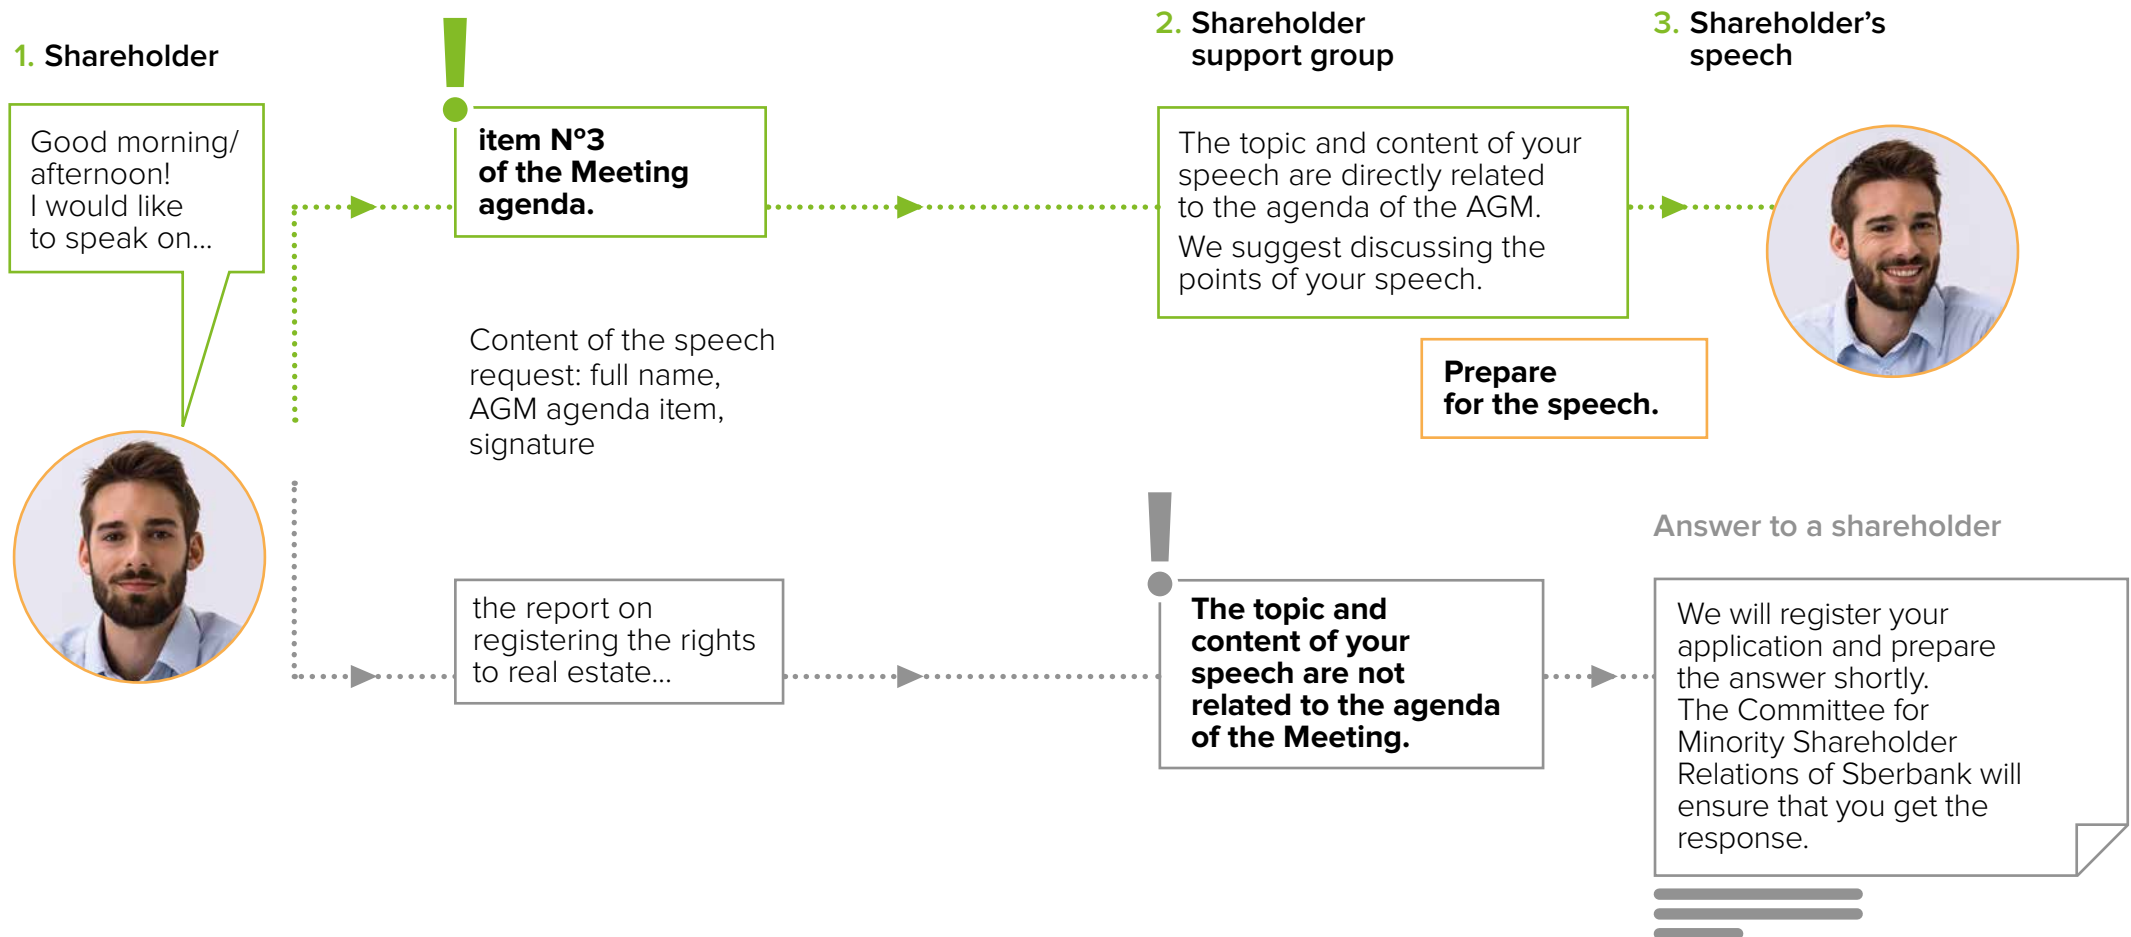 1. Shareholder
Good morning/
afternoon!
I would like
to speak on...
item Nº3
of the Meeting
agenda.
Content of the speech
request: full name,
AGM agenda item,
signature
the report on
registering the rights
to real estate...
2. Shareholder
support group
The topic and content of your
speech are directly related
to the agenda of the AGM.
We suggest discussing the
points of your speech.
Prepare
for the speech.
The topic and
content of your
speech are not
related to the agenda
of the Meeting.
3. Shareholder’s
speech
Answer to a shareholder
We will register your
application and prepare
the answer shortly.
The Committee for
Minority Shareholder
Relations of Sberbank will
ensure that you get the
response.